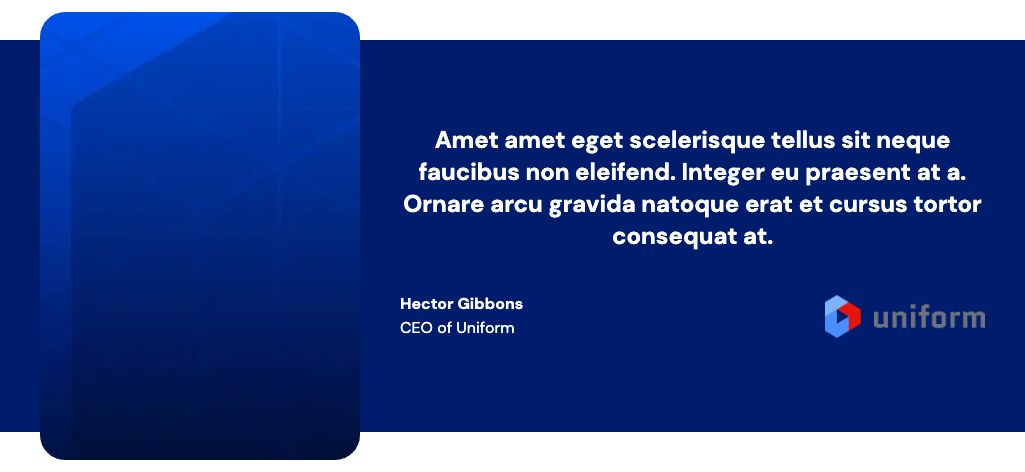 Amet amet eget scelerisque tellus sit neque
faucibus non eleifend. Integer eu praesent at a.
Ornare arcu gravida natoque erat et cursus tortor
consequat at.
Hector Gibbons
CEO of Uniform
uniform